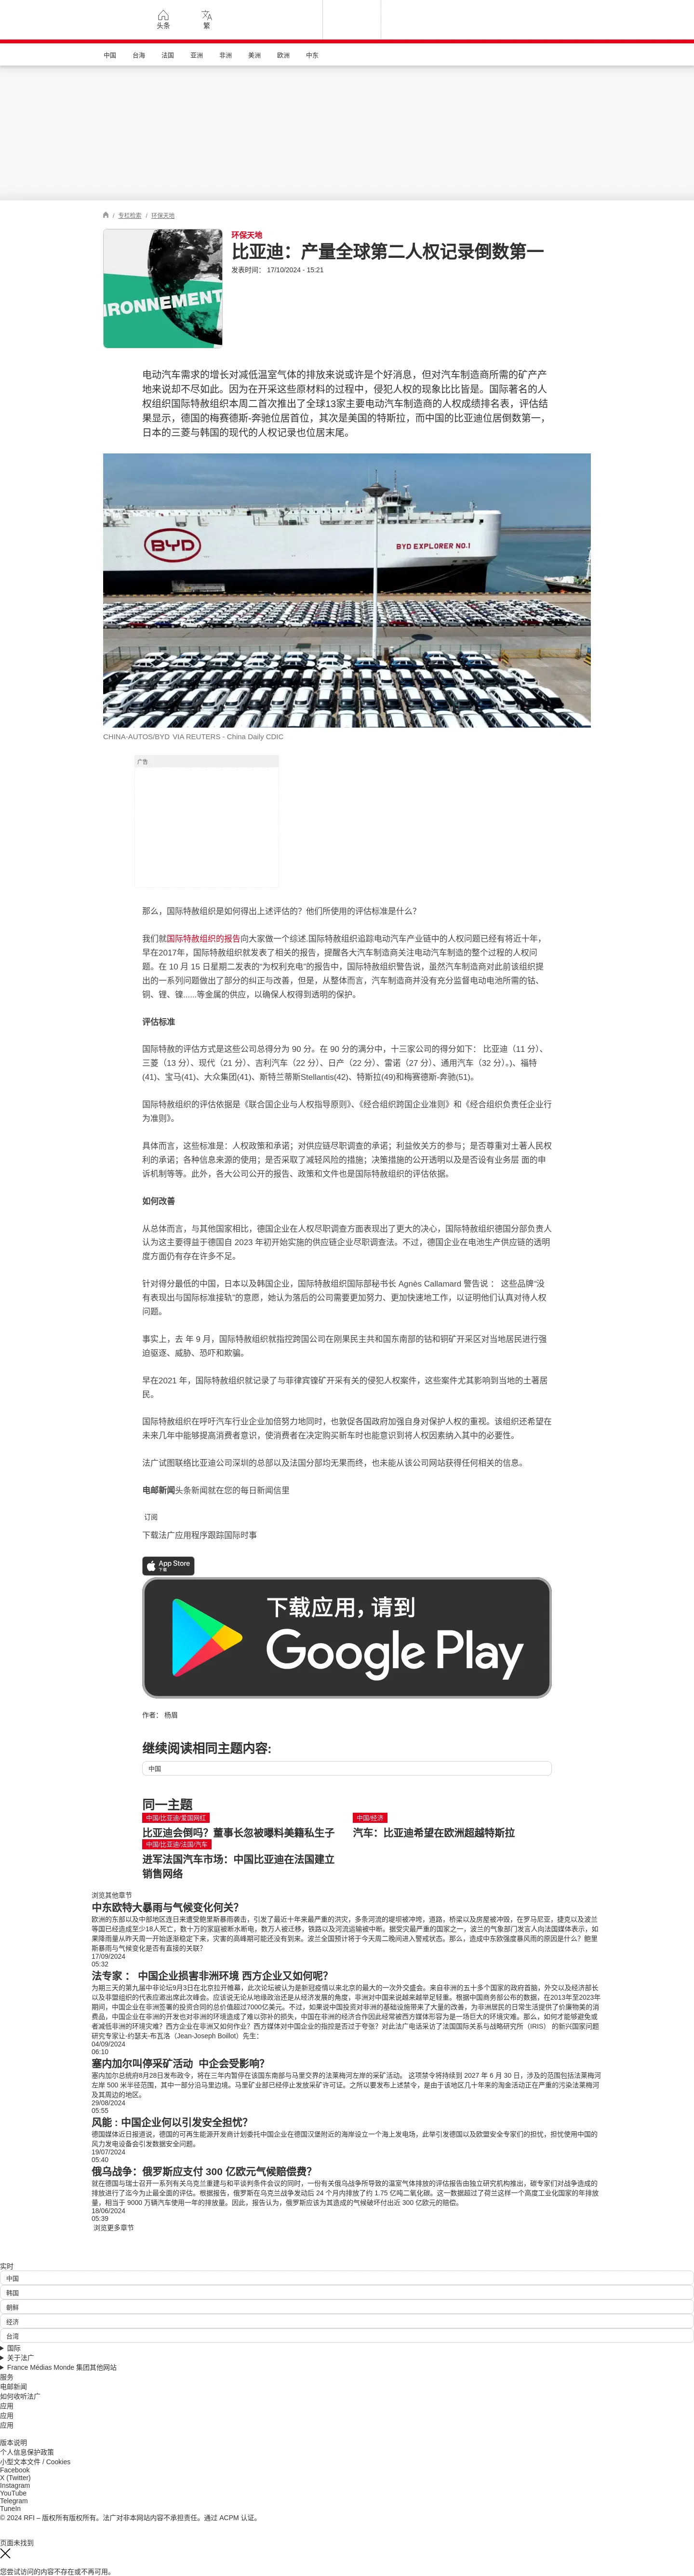 头条
繁
中国
台海
法国
亚洲
非洲
美洲
欧洲
中东
/ 专栏检索 / 环保天地
环保天地
比亚迪：产量全球第二人权记录倒数第一
发表时间： 17/10/2024 - 15:21
IRONNEMENT
电动汽车需求的增长对减低温室气体的排放来说或许是个好消息，但对汽车制造商所需的矿产产
地来说却不尽如此。因为在开采这些原材料的过程中，侵犯人权的现象比比皆是。国际著名的人
权组织国际特赦组织本周二首次推出了全球13家主要电动汽车制造商的人权成绩排名表，评估结
果显示，德国的梅赛德斯-奔驰位居首位，其次是美国的特斯拉，而中国的比亚迪位居倒数第一，
日本的三菱与韩国的现代的人权记录也位居末尾。
BYD
BYD EXPLORER NO.1
CHINA-AUTOS/BYD VIA REUTERS - China Daily CDIC
广告
那么，国际特赦组织是如何得出上述评估的？他们所使用的评估标准是什么？
我们就国际特赦组织的报告向大家做一个综述.国际特赦组织追踪电动汽车产业链中的人权问题已经有将近十年，
早在2017年，国际特赦组织就发表了相关的报告，提醒各大汽车制造商关注电动汽车制造的整个过程的人权问
题。在 10 月 15 日星期二发表的“为权利充电”的报告中，国际特赦组织警告说，虽然汽车制造商对此前该组织提
出的一系列问题做出了部分的纠正与改善，但是，从整体而言，汽车制造商并没有充分监督电动电池所需的钴、
铜、锂、镍......等金属的供应，以确保人权得到透明的保护。
评估标准
国际特赦的评估方式是这些公司总得分为 90 分。在 90 分的满分中，十三家公司的得分如下： 比亚迪（11 分）、
三菱（13 分）、现代（21 分）、吉利汽车（22 分）、日产（22 分）、雷诺（27 分）、通用汽车（32 分）。)、福特
(41)、宝马(41)、大众集团(41)、斯特兰蒂斯Stellantis(42)、特斯拉(49)和梅赛德斯-奔驰(51)。
国际特赦组织的评估依据是《联合国企业与人权指导原则》、《经合组织跨国企业准则》和《经合组织负责任企业行
为准则》。
具体而言，这些标准是：人权政策和承诺；对供应链尽职调查的承诺；利益攸关方的参与；是否尊重对土著人民权
利的承诺；各种信息来源的使用；是否采取了减轻风险的措施；决策措施的公开透明以及是否设有业务层 面的申
诉机制等等。此外，各大公司公开的报告、政策和文件也是国际特赦组织的评估依据。
如何改善
从总体而言，与其他国家相比，德国企业在人权尽职调查方面表现出了更大的决心，国际特赦组织德国分部负责人
认为这主要得益于德国自 2023 年初开始实施的供应链企业尽职调查法。不过，德国企业在电池生产供应链的透明
度方面仍有存在许多不足。
针对得分最低的中国，日本以及韩国企业，国际特赦组织国际部秘书长 Agnès Callamard 警告说 ： 这些品牌“没
有表现出与国际标准接轨”的意愿，她认为落后的公司需要更加努力、更加快速地工作，以证明他们认真对待人权
问题。
事实上，去 年 9 月，国际特赦组织就指控跨国公司在刚果民主共和国东南部的钴和铜矿开采区对当地居民进行强
迫驱逐、威胁、恐吓和欺骗。
早在2021 年，国际特赦组织就记录了与菲律宾镍矿开采有关的侵犯人权案件，这些案件尤其影响到当地的土著居
民。
国际特赦组织在呼吁汽车行业企业加倍努力地同时，也敦促各国政府加强自身对保护人权的重视。该组织还希望在
未来几年中能够提高消费者意识，使消费者在决定购买新车时也能意识到将人权因素纳入其中的必要性。
法广试图联络比亚迪公司深圳的总部以及法国分部均无果而终，也未能从该公司网站获得任何相关的信息。
电邮新闻头条新闻就在您的每日新闻信里
订阅
下载法广应用程序跟踪国际时事
App Store
下载
下载应用，请到
Google Play
作者： 杨眉
继续阅读相同主题内容:
中国
同一主题
中国/比亚迪/爱国网红
比亚迪会倒吗？董事长忽被曝料美籍私生子
中国/经济
汽车：比亚迪希望在欧洲超越特斯拉
中国/比亚迪/法国/汽车
进军法国汽车市场：中国比亚迪在法国建立
销售网络
浏览其他章节
中东欧特大暴雨与气候变化何关？
欧洲的东部以及中部地区连日来遭受鲍里斯暴雨袭击，引发了最近十年来最严重的洪灾，多条河流的堤坝被冲垮，道路，桥梁以及房屋被冲毁，在罗马尼亚，捷克以及波兰
等国已经造成至少18人死亡，数十万的家庭被断水断电，数万人被迁移，铁路以及河流运输被中断。据受灾最严重的国家之一，波兰的气象部门发言人向法国媒体表示，如
果降雨量从昨天周一开始逐渐稳定下来，灾害的高峰期可能还没有到来。波兰全国预计将于今天周二晚间进入警戒状态。那么，造成中东欧强度暴风雨的原因是什么？鲍里
斯暴雨与气候变化是否有直接的关联？
17/09/2024
05:32
法专家 ： 中国企业损害非洲环境 西方企业又如何呢?
为期三天的第九届中非论坛9月3日在北京拉开帷幕，此次论坛被认为是新冠疫情以来北京的最大的一次外交盛会。来自非洲的五十多个国家的政府首脑，外交以及经济部长
以及非盟组织的代表应邀出席此次峰会。应该说无论从地缘政治还是从经济发展的角度，非洲对中国来说越来越举足轻重。根据中国商务部公布的数据，在2013年至2023年
期间，中国企业在非洲签署的投资合同的总价值超过7000亿美元。不过，如果说中国投资对非洲的基础设施带来了大量的改善，为非洲居民的日常生活提供了价廉物美的消
费品，中国企业在非洲的开发也对非洲的环境造成了难以弥补的损失，中国在非洲的经济合作因此经常被西方媒体形容为是一场巨大的环境灾难。那么，如何才能够避免或
者减低非洲的环境灾难？西方企业在非洲又如何作业？西方媒体对中国企业的指控是否过于夸张？对此法广电话采访了法国国际关系与战略研究所（IRIS） 的新兴国家问题
研究专家让-约瑟夫-布瓦洛（Jean-Joseph Boillot）先生：
04/09/2024
06:10
塞内加尔叫停采矿活动  中企会受影响？
塞内加尔总统府8月28日发布政令，将在三年内暂停在该国东南部与马里交界的法莱梅河左岸的采矿活动。 这项禁令将持续到 2027 年 6 月 30 日，涉及的范围包括法莱梅河
左岸 500 米半径范围，其中一部分沿马里边境。马里矿业部已经停止发放采矿许可证。之所以要发布上述禁令，是由于该地区几十年来的淘金活动正在严重的污染法莱梅河
及其周边的地区。
29/08/2024
05:55
风能 : 中国企业何以引发安全担忧？
德国媒体近日报道说，德国的可再生能源开发商计划委托中国企业在德国汉堡附近的海岸设立一个海上发电场，此举引发德国以及欧盟安全专家们的担忧，担忧使用中国的
风力发电设备会引发数据安全问题。
19/07/2024
05:40
俄乌战争：俄罗斯应支付 300 亿欧元气候赔偿费？
就在德国与瑞士召开一系列有关乌克兰重建与和平谈判条件会议的同时，一份有关俄乌战争所导致的温室气体排放的评估报告由独立研究机构推出，碳专家们对战争造成的
排放进行了迄今为止最全面的评估。根据报告，俄罗斯在乌克兰战争发动后 24 个月内排放了约 1.75 亿吨二氧化碳。这一数据超过了荷兰这样一个高度工业化国家的年排放
量，相当于 9000 万辆汽车使用一年的排放量。因此，报告认为，俄罗斯应该为其造成的气候破坏付出近 300 亿欧元的赔偿。
18/06/2024
05:39
浏览更多章节
实时
中国
韩国
朝鲜
经济
台湾
国际
关于法广
France Médias Monde 集团其他网站
服务
电邮新闻
如何收听法广
应用
应用
应用
版本说明
个人信息保护政策
小型文本文件 / Cookies
Facebook
X (Twitter)
Instagram
YouTube
Telegram
TuneIn
© 2024 RFI – 版权所有版权所有。法广对非本网站内容不承担责任。通过 ACPM 认证。
页面未找到
您尝试访问的内容不存在或不再可用。